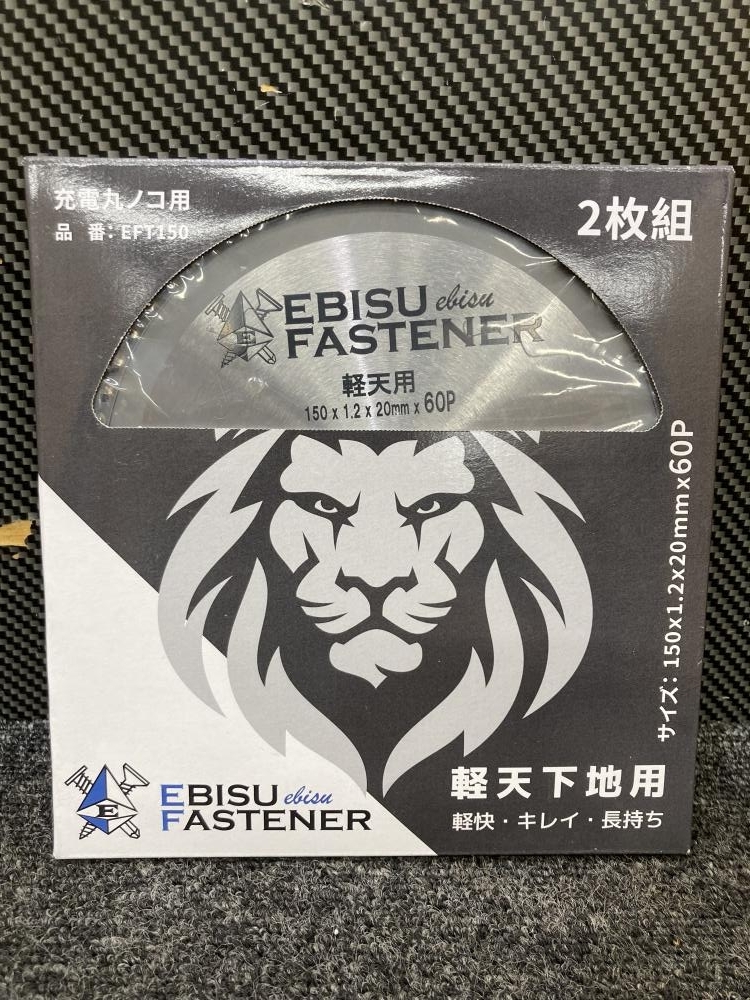 充電丸ノコ用
品 番：EFT150
2枚組
EBISU ebisu
FASTENER
E
軽天用
150 x 1.2 x 20mm x 60P
サイズ：150x1.2x20mmx60P
軽天下地用
軽快・キレイ・長持ち
E
EBISU ebisu
FASTENER